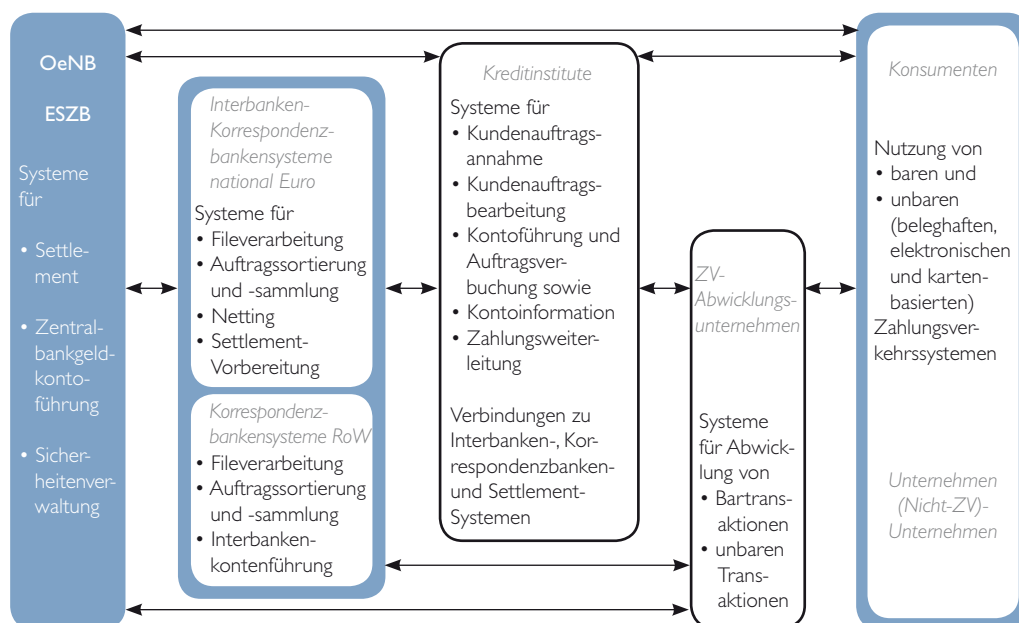 OeNB
ESZB
Systeme
für
• Settle-
ment
• Zentral-
bankgeld-
konto-
führung
• Sicher-
heitenver-
waltung
Interbanken-
Korrespondenz-
bankensysteme
national Euro
Systeme für
• Fileverarbeitung
• Auftragssortierung
und -sammlung
• Netting
• Settlement-
Vorbereitung
Korrespondenz-
bankensysteme RoW
• Fileverarbeitung
• Auftragssortierung
und -sammlung
• Interbanken-
kontenführung
Kreditinstitute
Systeme für
• Kundenauftrags-
annahme
• Kundenauftrags-
bearbeitung
• Kontoführung und
Auftragsver-
buchung sowie
• Kontoinformation
• Zahlungsweiter-
leitung
Verbindungen zu
Interbanken-, Kor-
respondenzbanken-
und Settlement-
Systemen
ZV-
Abwicklungs-
unternehmen
Systeme
für Abwick-
lung von
• Bartrans-
aktionen
• unbaren
Trans-
aktionen
Konsumenten
Nutzung von
• baren und
• unbaren
(beleghaften,
elektronischen
und karten-
basierten)
Zahlungsver-
kehrssystemen
Unternehmen
(Nicht-ZV)-
Unternehmen